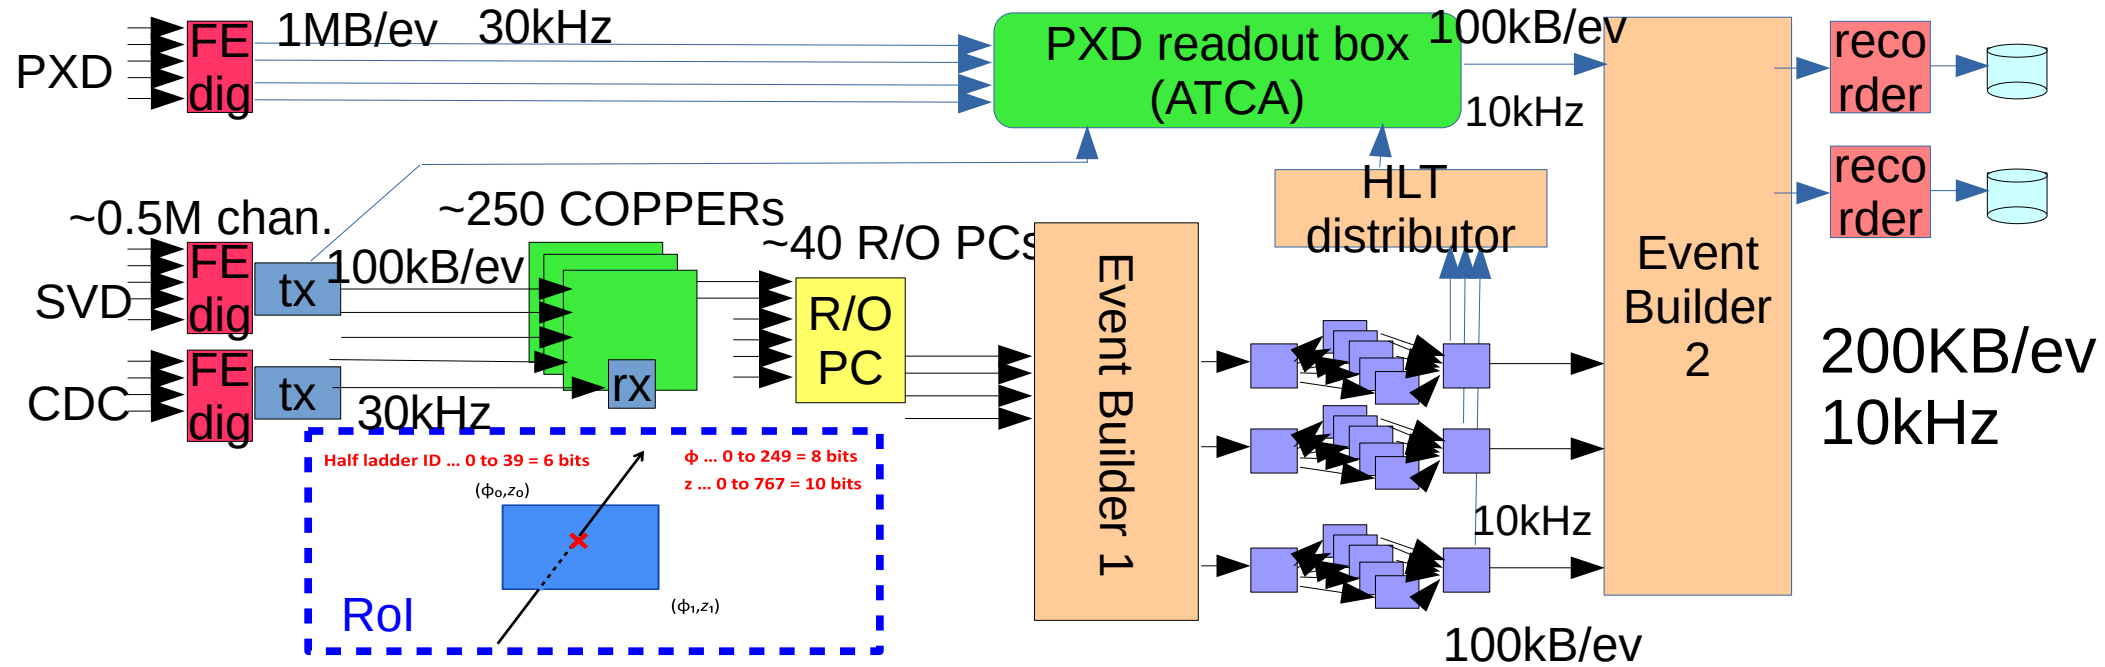 PXD
FE
dig
1MB/ev
30kHz
PXD readout box
(ATCA)
100kB/ev
10kHz
reco
rder
reco
rder
~0.5M chan.
SVD
FE
dig
tx
100kB/ev
~250 COPPERs
~40 R/O PCs
HLT
distributor
CDC
FE
dig
tx
30kHz
rx
R/O
PC
Event Builder 1
Event
Builder
2
200KB/ev
10kHz
Half ladder ID ... 0 to 39 = 6 bits
ϕ ... 0 to 249 = 8 bits
z ... 0 to 767 = 10 bits
(ϕ₀,z₀)
(ϕ₁,z₁)
RoI
10kHz
100kB/ev